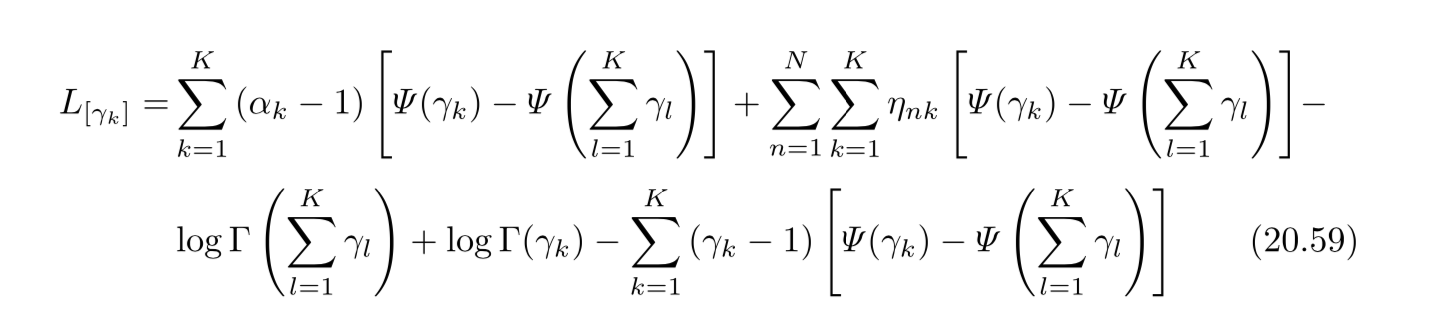 $L_{[\gamma_k]} = \sum_{k=1}^{K} (\alpha_k - 1) \left[ \Psi(\gamma_k) - \Psi \left( \sum_{l=1}^{K} \gamma_l \right) \right] + \sum_{n=1}^{N} \sum_{k=1}^{K} \eta_{nk} \left[ \Psi(\gamma_k) - \Psi \left( \sum_{l=1}^{K} \gamma_l \right) \right] -$
$\log \Gamma \left( \sum_{l=1}^{K} \gamma_l \right) + \log \Gamma(\gamma_k) - \sum_{k=1}^{K} (\gamma_k - 1) \left[ \Psi(\gamma_k) - \Psi \left( \sum_{l=1}^{K} \gamma_l \right) \right] \quad (20.59)$